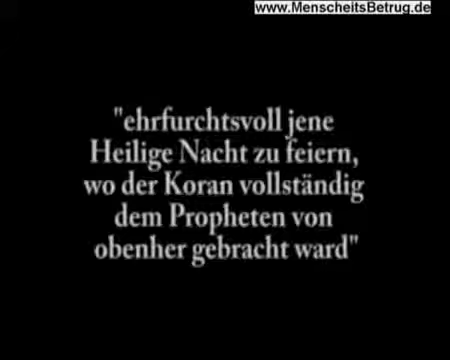 www.MenscheitsBetrug.de
"ehrfurchtsvoll jene
Heilige Nacht zu feiern,
wo der Koran vollständig
dem Propheten von
obenher gebracht ward"